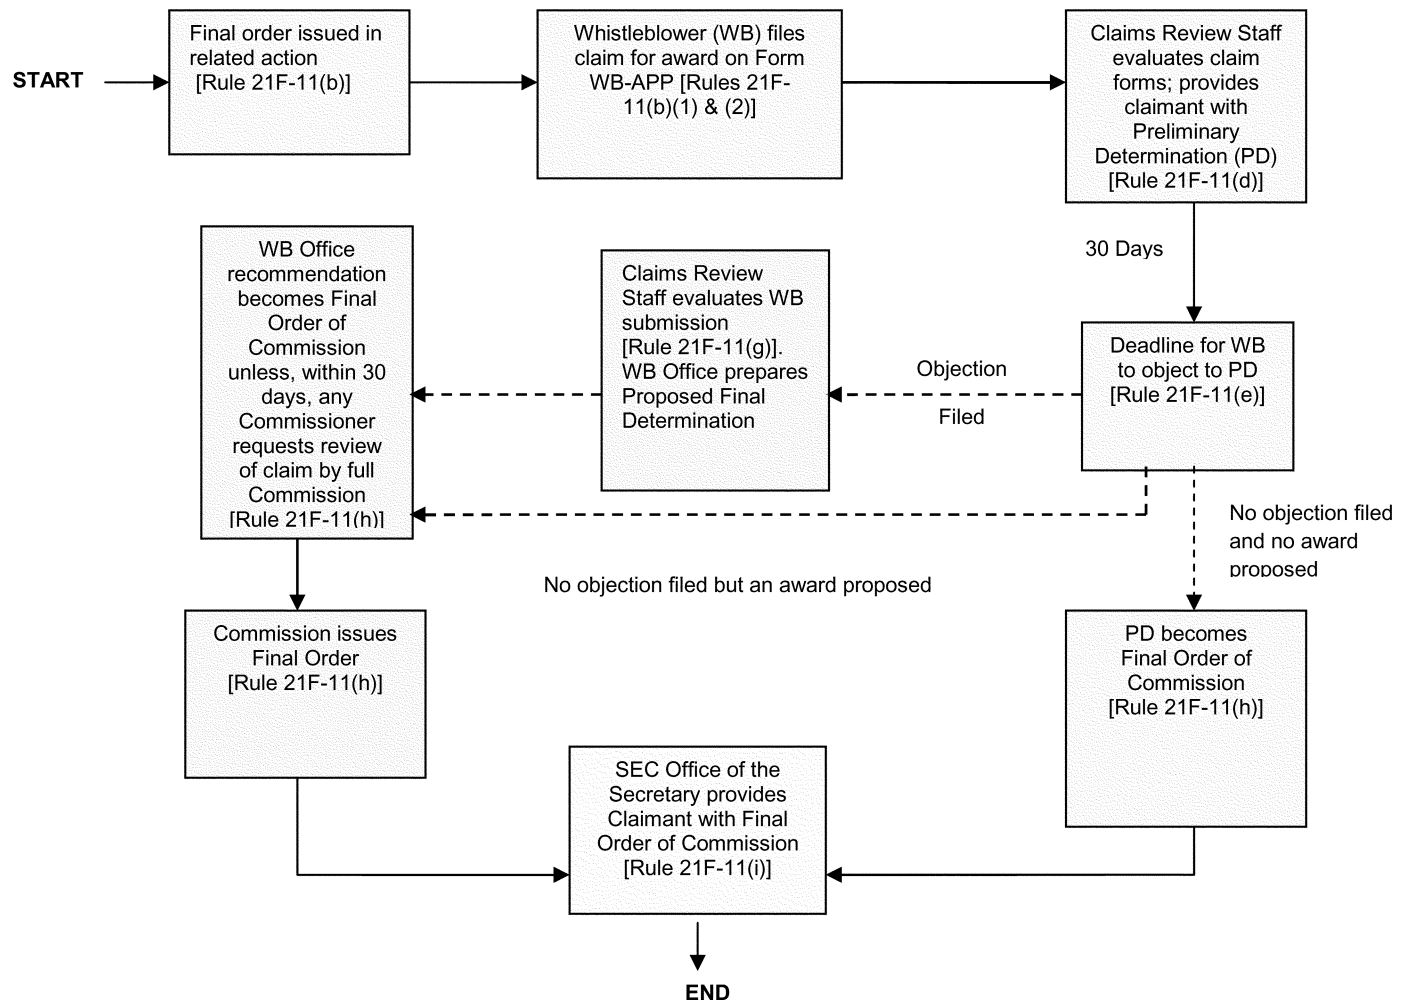 START
Final order issued in
related action
[Rule 21F-11(b)]
Whistleblower (WB) files
claim for award on Form
WB-APP [Rules 21F-
11(b)(1) & (2)]
Claims Review Staff
evaluates claim
forms; provides
claimant with
Preliminary
Determination (PD)
[Rule 21F-11(d)]
30 Days
Deadline for WB
to object to PD
[Rule 21F-11(e)]
Objection
Filed
Claims Review
Staff evaluates WB
submission
[Rule 21F-11(g)].
WB Office prepares
Proposed Final
Determination
WB Office
recommendation
becomes Final
Order of
Commission
unless, within 30
days, any
Commissioner
requests review
of claim by full
Commission
[Rule 21F-11(h)]
No objection filed
and no award
proposed
No objection filed but an award proposed
Commission issues
Final Order
[Rule 21F-11(h)]
PD becomes
Final Order of
Commission
[Rule 21F-11(h)]
SEC Office of the
Secretary provides
Claimant with Final
Order of Commission
[Rule 21F-11(i)]
END